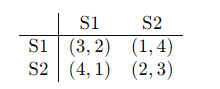 S1 S2
S1 (3, 2) (1, 4)
S2 (4, 1) (2, 3)